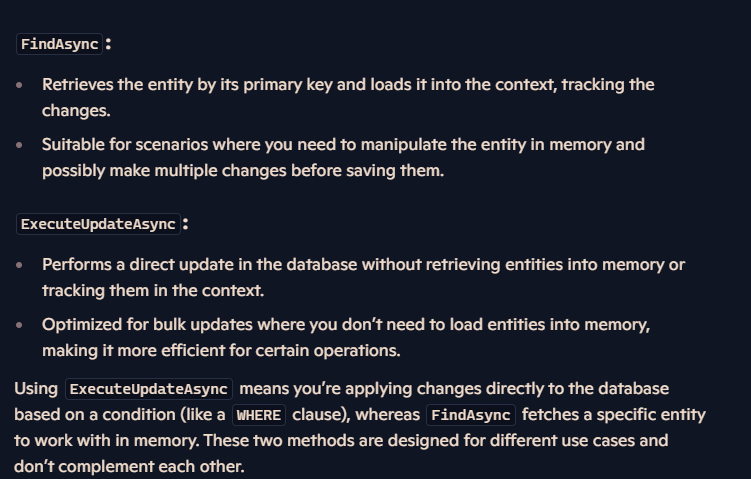 FindAsync:
Retrieves the entity by its primary key and loads it into the context, tracking the
changes.
Suitable for scenarios where you need to manipulate the entity in memory and
possibly make multiple changes before saving them.
ExecuteUpdateAsync:
Performs a direct update in the database without retrieving entities into memory or
tracking them in the context.
Optimized for bulk updates where you don’t need to load entities into memory,
making it more efficient for certain operations.
Using ExecuteUpdateAsync means you’re applying changes directly to the database
based on a condition (like a WHERE clause), whereas FindAsync fetches a specific entity
to work with in memory. These two methods are designed for different use cases and
don’t complement each other.